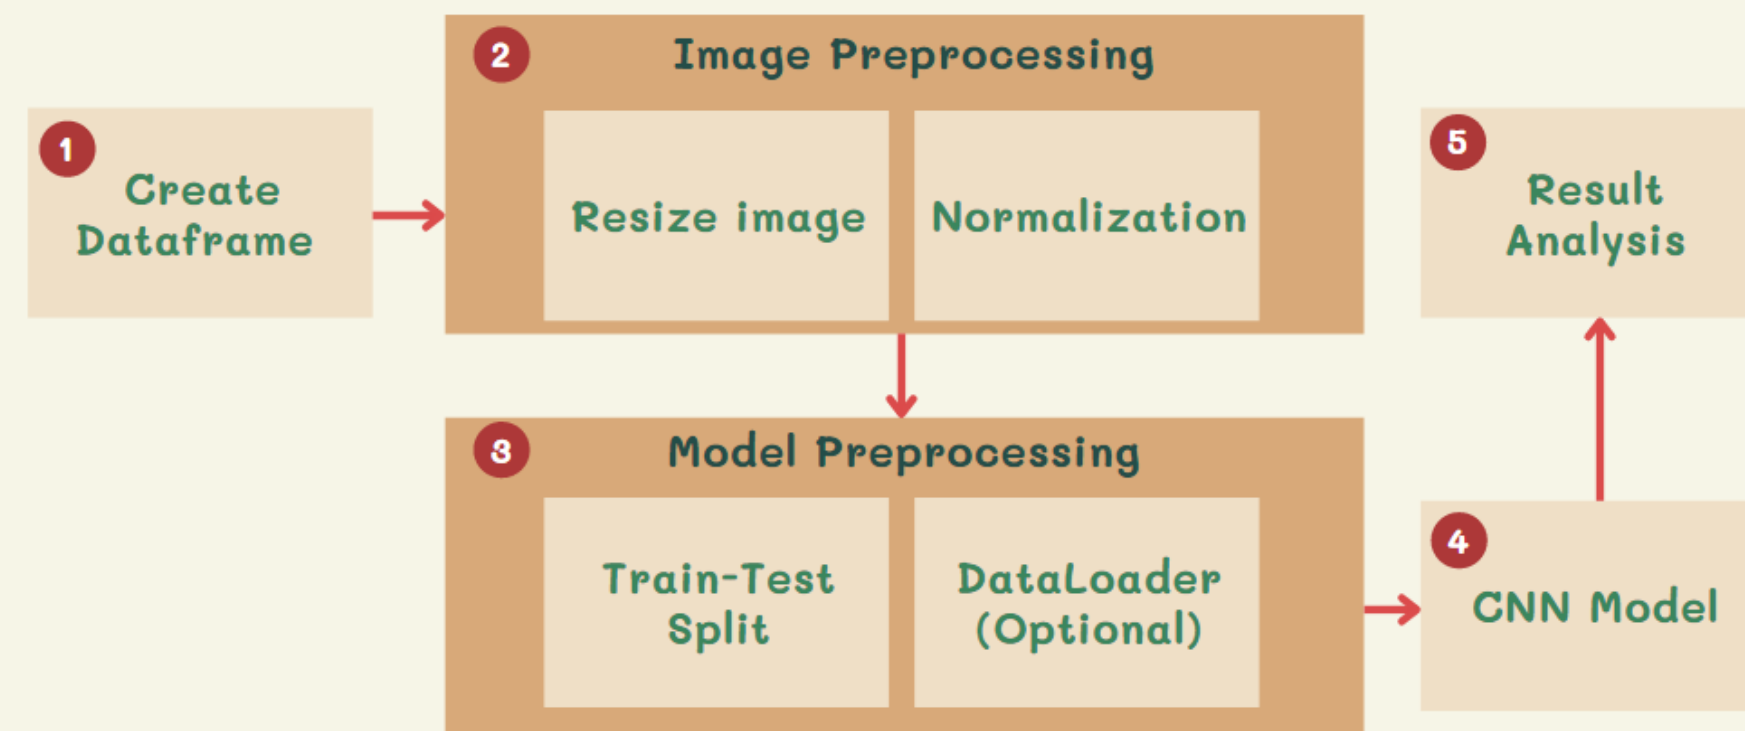 1
Create
Dataframe
2
Image Preprocessing
Resize image
Normalization
3
Model Preprocessing
Train-Test
Split
DataLoader
(Optional)
4
CNN Model
5
Result
Analysis